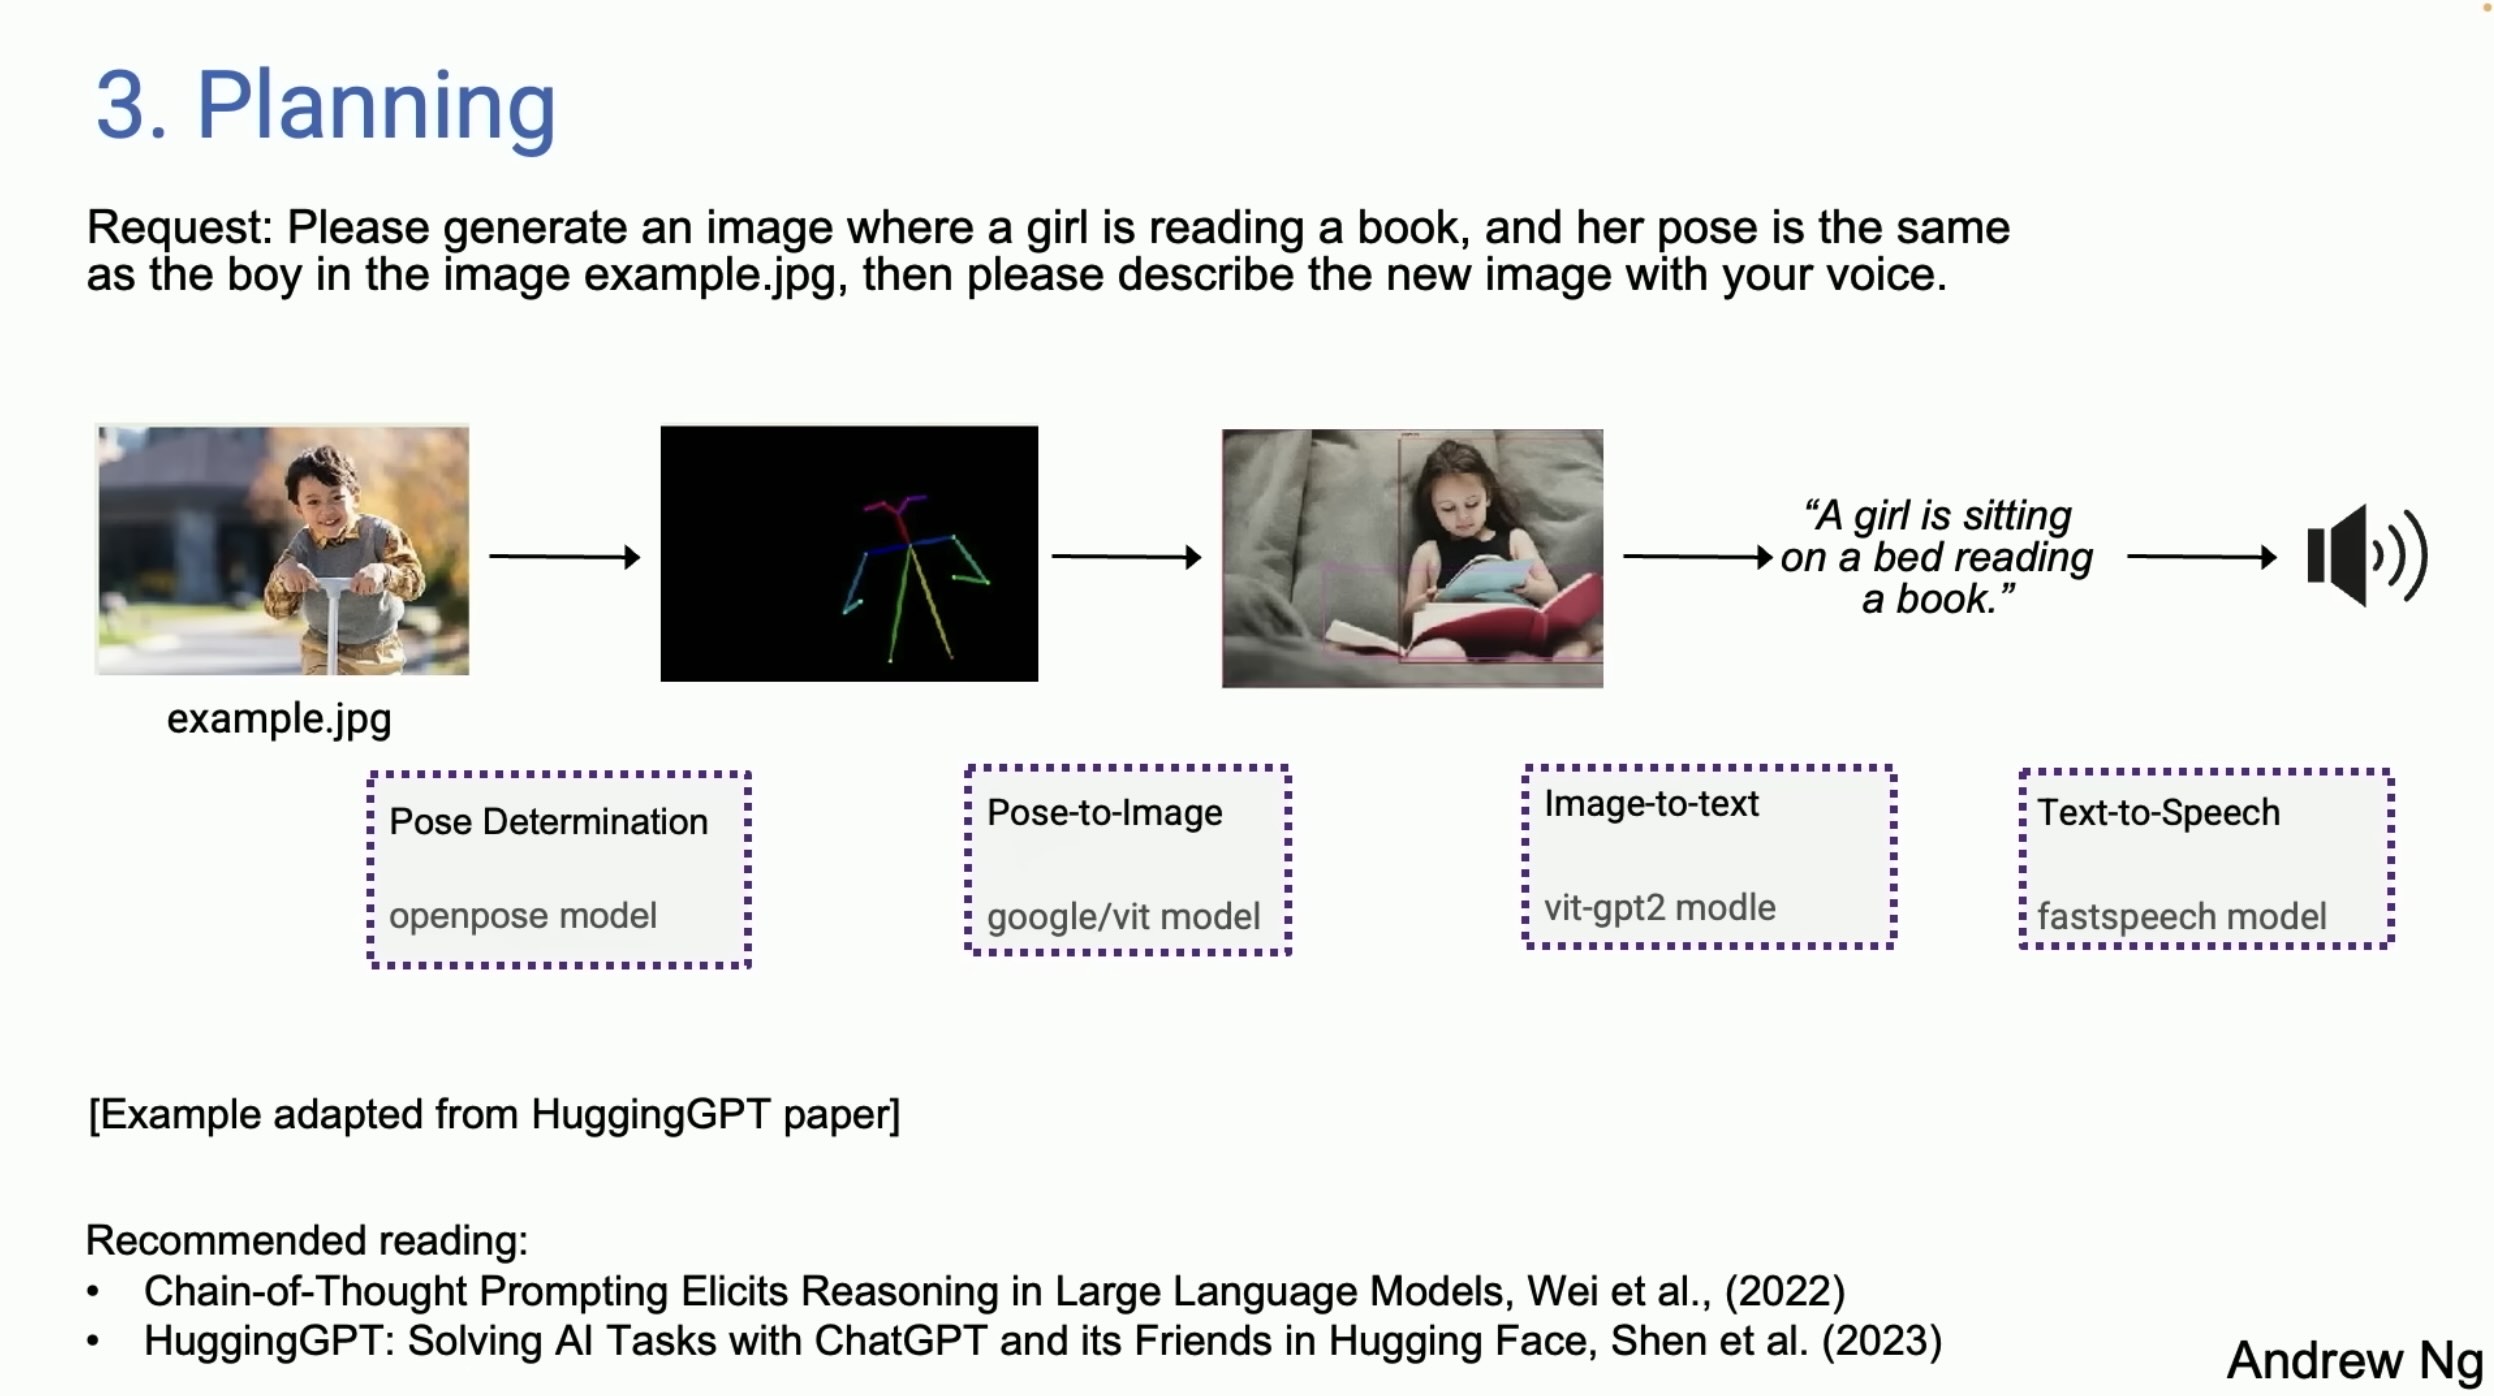 3. Planning
Request: Please generate an image where a girl is reading a book, and her pose is the same
as the boy in the image example.jpg, then please describe the new image with your voice.
“A girl is sitting
on a bed reading
a book.”
example.jpg
Pose Determination
openpose model
Pose-to-Image
google/vit model
Image-to-text
vit-gpt2 modle
Text-to-Speech
fastspeech model
[Example adapted from HuggingGPT paper]
Recommended reading:
• Chain-of-Thought Prompting Elicits Reasoning in Large Language Models, Wei et al., (2022)
• HuggingGPT: Solving AI Tasks with ChatGPT and its Friends in Hugging Face, Shen et al. (2023)
Andrew Ng